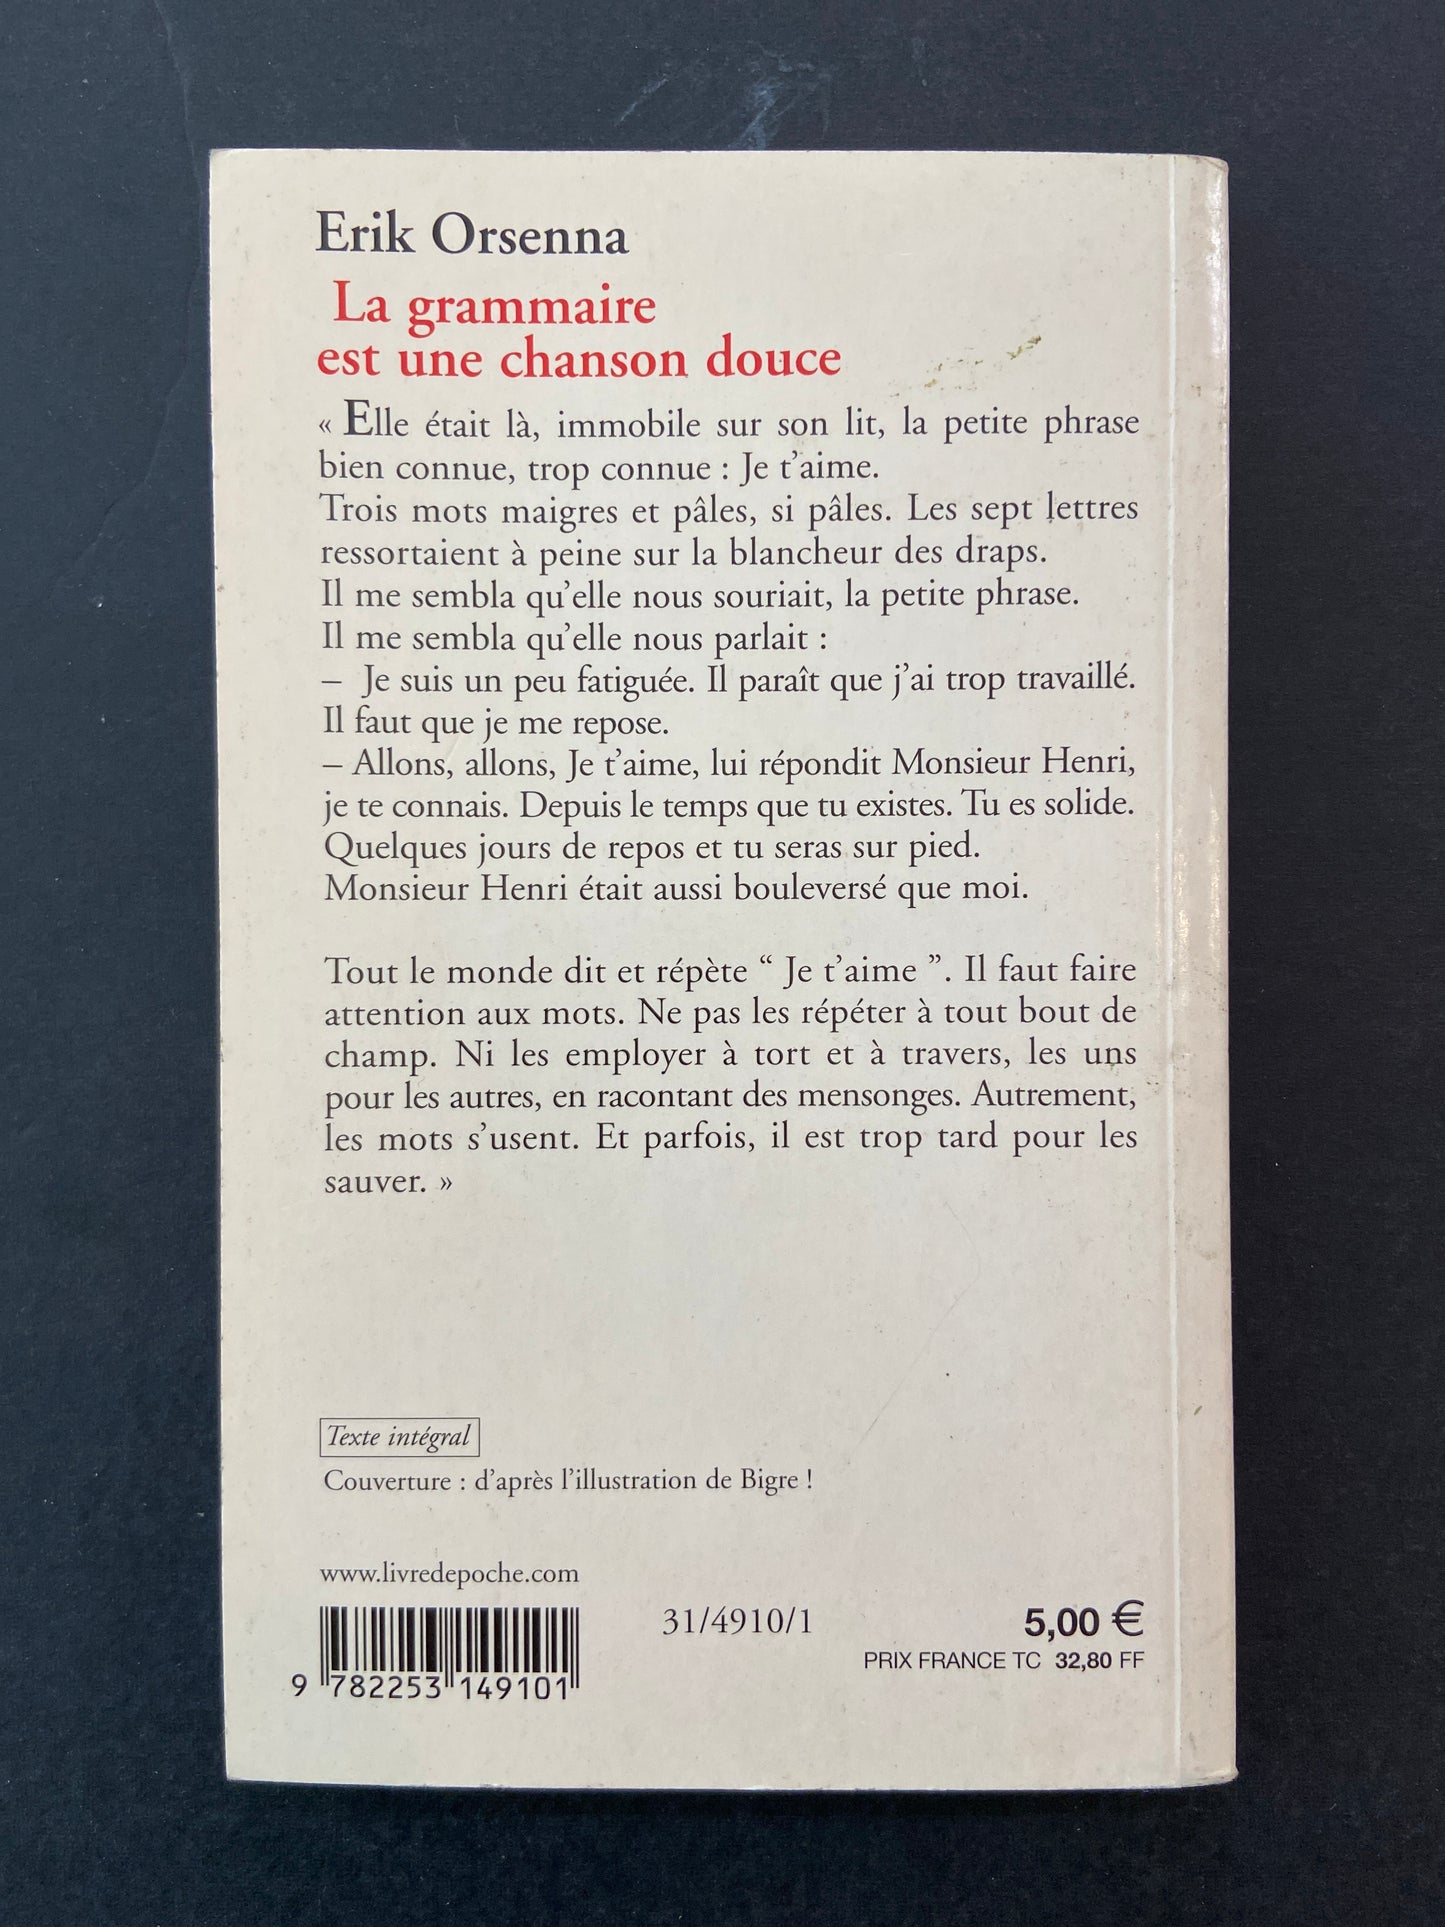 Erik Orsenna
La grammaire
est une chanson douce
« Elle était là, immobile sur son lit, la petite phrase
bien connue, trop connue : Je t'aime.
Trois mots maigres et pâles, si pâles. Les sept lettres
ressortaient à peine sur la blancheur des draps.
Il me sembla qu'elle nous souriait, la petite phrase.
Il me sembla qu'elle nous parlait :
– Je suis un peu fatiguée. Il paraît que j'ai trop travaillé.
Il faut que je me repose.
– Allons, allons, Je t'aime, lui répondit Monsieur Henri,
je te connais. Depuis le temps que tu existes. Tu es solide.
Quelques jours de repos et tu seras sur pied.
Monsieur Henri était aussi bouleversé que moi.
Tout le monde dit et répète “ Je t'aime ”. Il faut faire
attention aux mots. Ne pas les répéter à tout bout de
champ. Ni les employer à tort et à travers, les uns
pour les autres, en racontant des mensonges. Autrement,
les mots s'usent. Et parfois, il est trop tard pour les
sauver. »
Texte intégral
Couverture : d'après l'illustration de Bigre !
www.livredepoche.com
31/4910/1
5,00 €
PRIX FRANCE TC 32,80 FF
9 782253 149101